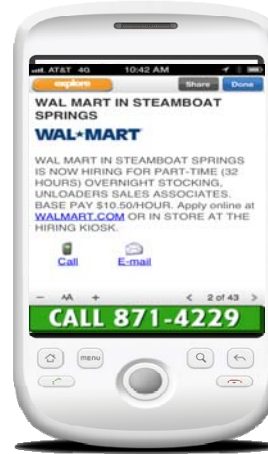 AT&T 4G 10:42 AM
explore Share Done
WAL MART IN STEAMBOAT
SPRINGS
WAL★MART
WAL MART IN STEAMBOAT SPRINGS
IS NOW HIRING FOR PART-TIME (32
HOURS) OVERNIGHT STOCKING,
UNLOADERS SALES ASSOCIATES.
BASE PAY $10.50/HOUR. Apply online at
WALMART.COM OR IN STORE AT THE
HIRING KIOSK.
Call E-mail
− AA + < 2 of 43 >
CALL 871-4229
menu